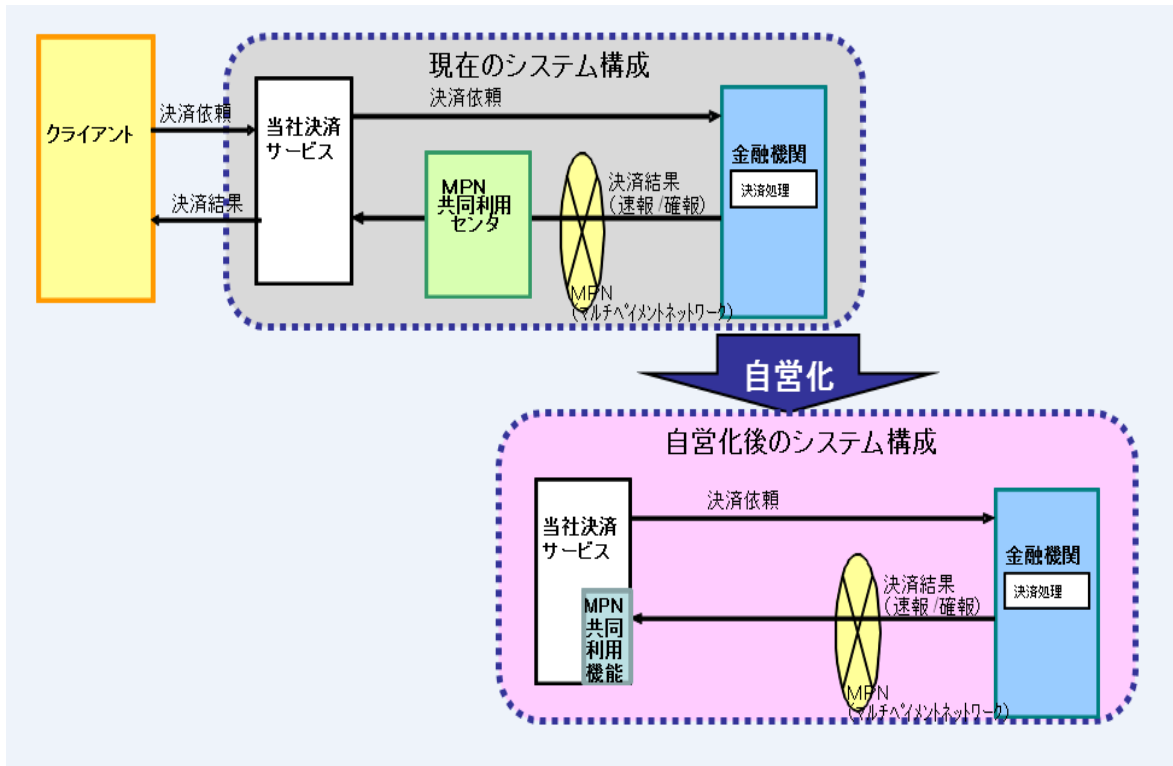 現在のシステム構成
クライアント
決済依頼
当社決済
サービス
決済依頼
金融機関
決済処理
MPN
共同利用
センタ
決済結果
(速報/確報)
決済結果
MPN
(マルチペイメントネットワーク)
自営化
自営化後のシステム構成
当社決済
サービス
決済依頼
金融機関
決済処理
決済結果
(速報/確報)
MPN
共同
利用
機能
MPN
(マルチペイメントネットワーク)